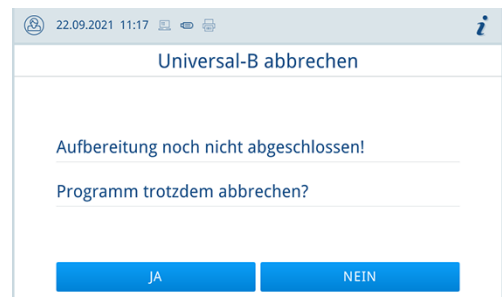 22.09.2021 11:17
i
Universal-B abbrechen
Aufbereitung noch nicht abgeschlossen!
Programm trotzdem abbrechen?
JA
NEIN